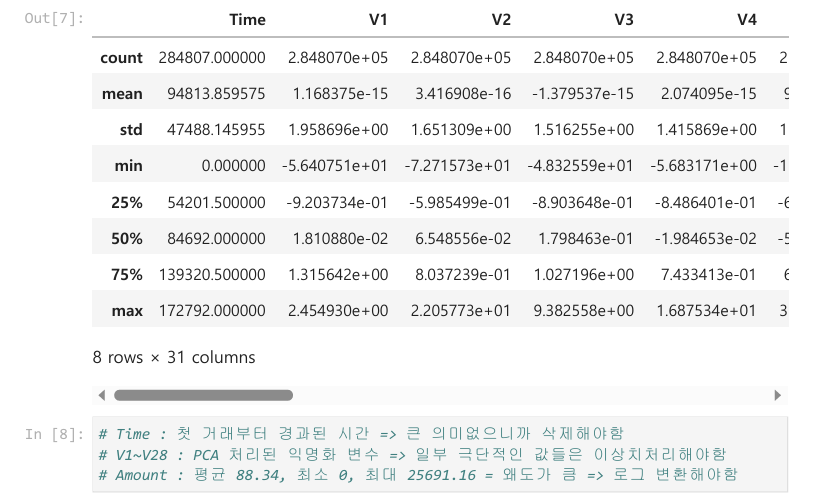 Out[7]:
Time V1 V2 V3 V4
count 284807.000000 2.848070e+05 2.848070e+05 2.848070e+05 2.848070e+05 2
mean 94813.859575 1.168375e-15 3.416908e-16 -1.379537e-15 2.074095e-15 9
std 47488.145955 1.958696e+00 1.651309e+00 1.516255e+00 1.415869e+00 1
min 0.000000 -5.640751e+01 -7.271573e+01 -4.832559e+01 -5.683171e+00 -1
25% 54201.500000 -9.203734e-01 -5.985499e-01 -8.903648e-01 -8.486401e-01 -6
50% 84692.000000 1.810880e-02 6.548556e-02 1.798463e-01 -1.984653e-02 -5
75% 139320.500000 1.315642e+00 8.037239e-01 1.027196e+00 7.433413e-01 6
max 172792.000000 2.454930e+00 2.205773e+01 9.382558e+00 1.687534e+01 3
8 rows × 31 columns
In [8]:
# Time : 첫 거래부터 경과된 시간 => 큰 의미없으니까 삭제해야함
# V1~V28 : PCA 처리된 익명화 변수 => 일부 극단적인 값들은 이상치처리해야함
# Amount : 평균 88.34, 최소 0, 최대 25691.16 = 왜도가 큼 => 로그 변환해야함